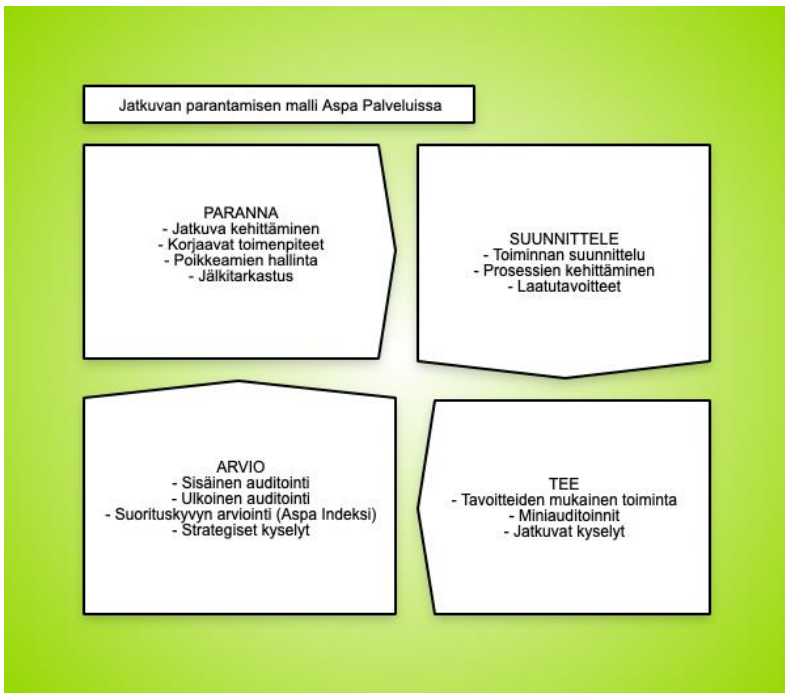 Jatkuvan parantamisen malli Aspa Palveluissa
PARANNA
- Jatkuva kehittäminen
- Korjaavat toimenpiteet
- Poikkeamien hallinta
- Jälkitarkastus
SUUNNITTELE
- Toiminnan suunnittelu
- Prosessien kehittäminen
- Laatutavoitteet
ARVIO
- Sisäinen auditointi
- Ulkoinen auditointi
- Suorituskyvyn arviointi (Aspa Indeksi)
- Strategiset kyselyt
TEE
- Tavoitteiden mukainen toiminta
- Miniauditoinnit
- Jatkuvat kyselyt